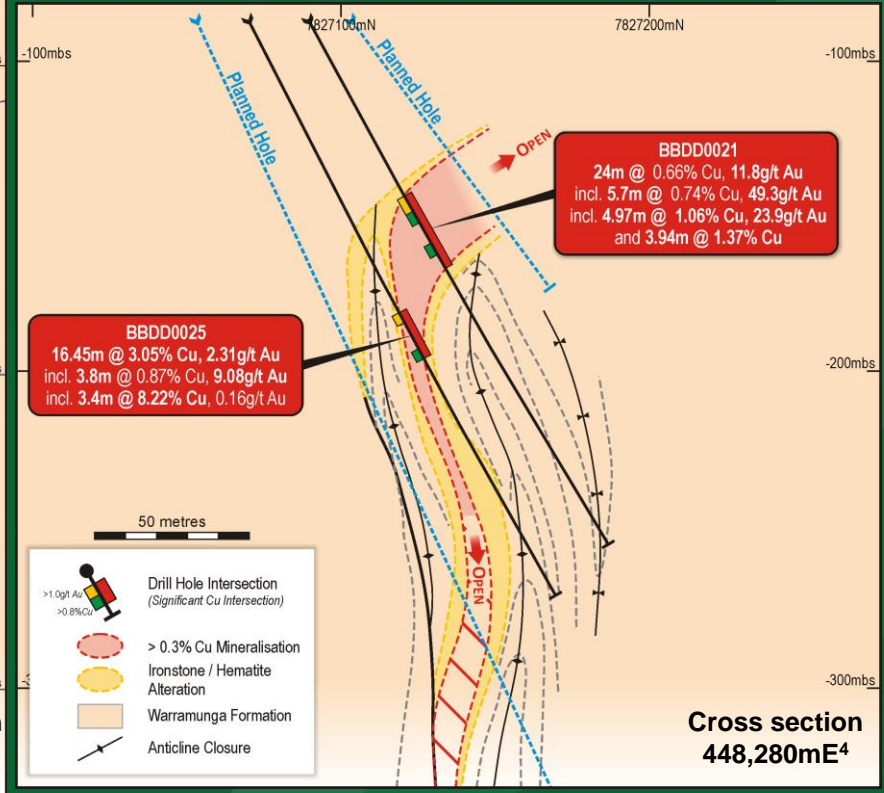 7827100mN
7827200mN
-100mbs
-100mbs
Planned Hole
Planned Hole
OPEN
BBDD0021
24m @ 0.66% Cu, 11.8g/t Au
incl. 5.7m @ 0.74% Cu, 49.3g/t Au
incl. 4.97m @ 1.06% Cu, 23.9g/t Au
and 3.94m @ 1.37% Cu
BBDD0025
16.45m @ 3.05% Cu, 2.31g/t Au
incl. 3.8m @ 0.87% Cu, 9.08g/t Au
incl. 3.4m @ 8.22% Cu, 0.16g/t Au
-200mbs
50 metres
OPEN
>1.0g/t Au
>0.8%Cu
Drill Hole Intersection
(Significant Cu Intersection)
> 0.3% Cu Mineralisation
Ironstone / Hematite
Alteration
Warramunga Formation
Anticline Closure
-300mbs
Cross section
448,280mE⁴